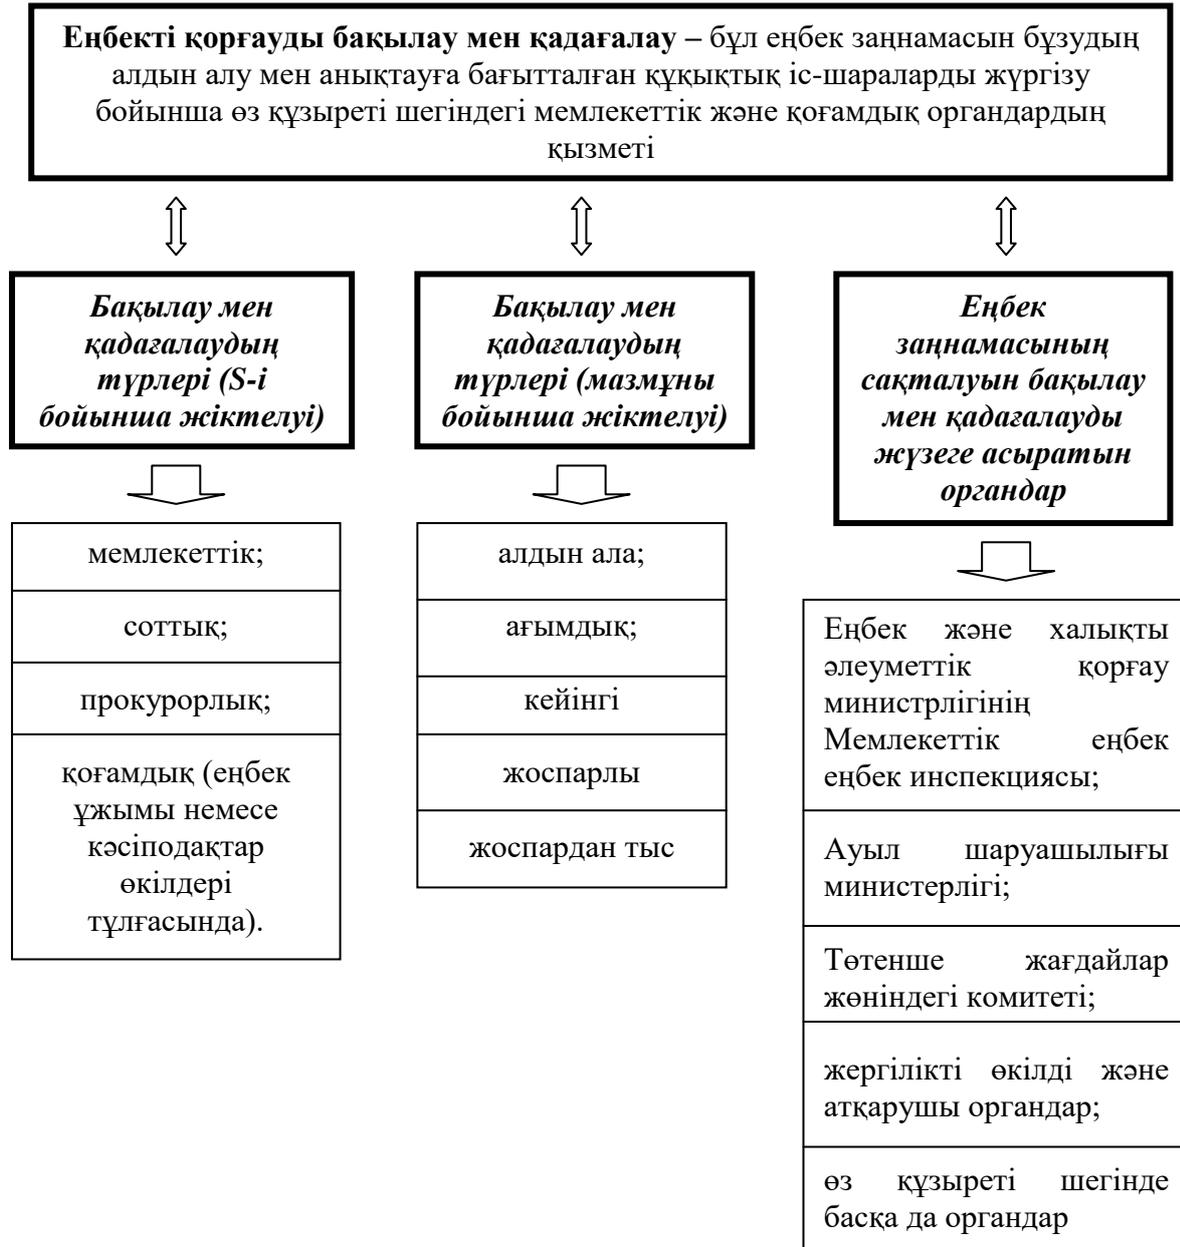 Еңбекті қорғауды бақылау мен қадағалау – бұл еңбек заңнамасын бұзудың
алдын алу мен анықтауға бағытталған құқықтық іс-шараларды жүргізу
бойынша өз құзыреті шегіндегі мемлекеттік және қоғамдық органдардың
қызметі
Бақылау мен
қадағалаудың
түрлері (S-і
бойынша жіктелуі)
мемлекеттік;
соттық;
прокурорлық;
қоғамдық (еңбек
ұжымы немесе
кәсіподақтар
өкілдері
тұлғасында).
Бақылау мен
қадағалаудың
түрлері (мазмұны
бойынша жіктелуі)
алдын ала;
ағымдық;
кейінгі
жоспарлы
жоспардан тыс
Еңбек
заңнамасының
сақталуын бақылау
мен қадағалауды
жүзеге асыратын
органдар
Еңбек және халықты
әлеуметтік қорғау
министрлігінің
Мемлекеттік еңбек
еңбек инспекциясы;
Ауыл шаруашылығы
министерлігі;
Төтенше жағдайлар
жөніндегі комитеті;
жергілікті өкілді және
атқарушы органдар;
өз құзыреті шегінде
басқа да органдар